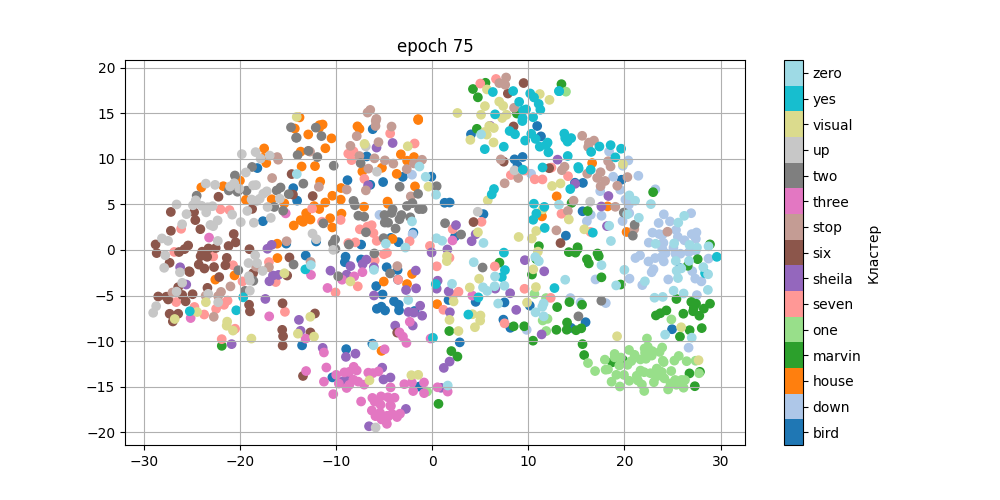 epoch 75
20
15
10
5
0
−5
−10
−15
−20
−30
−20
−10
0
10
20
30
zero
yes
visual
up
two
three
stop
six
sheila
seven
one
marvin
house
down
bird
Кластер